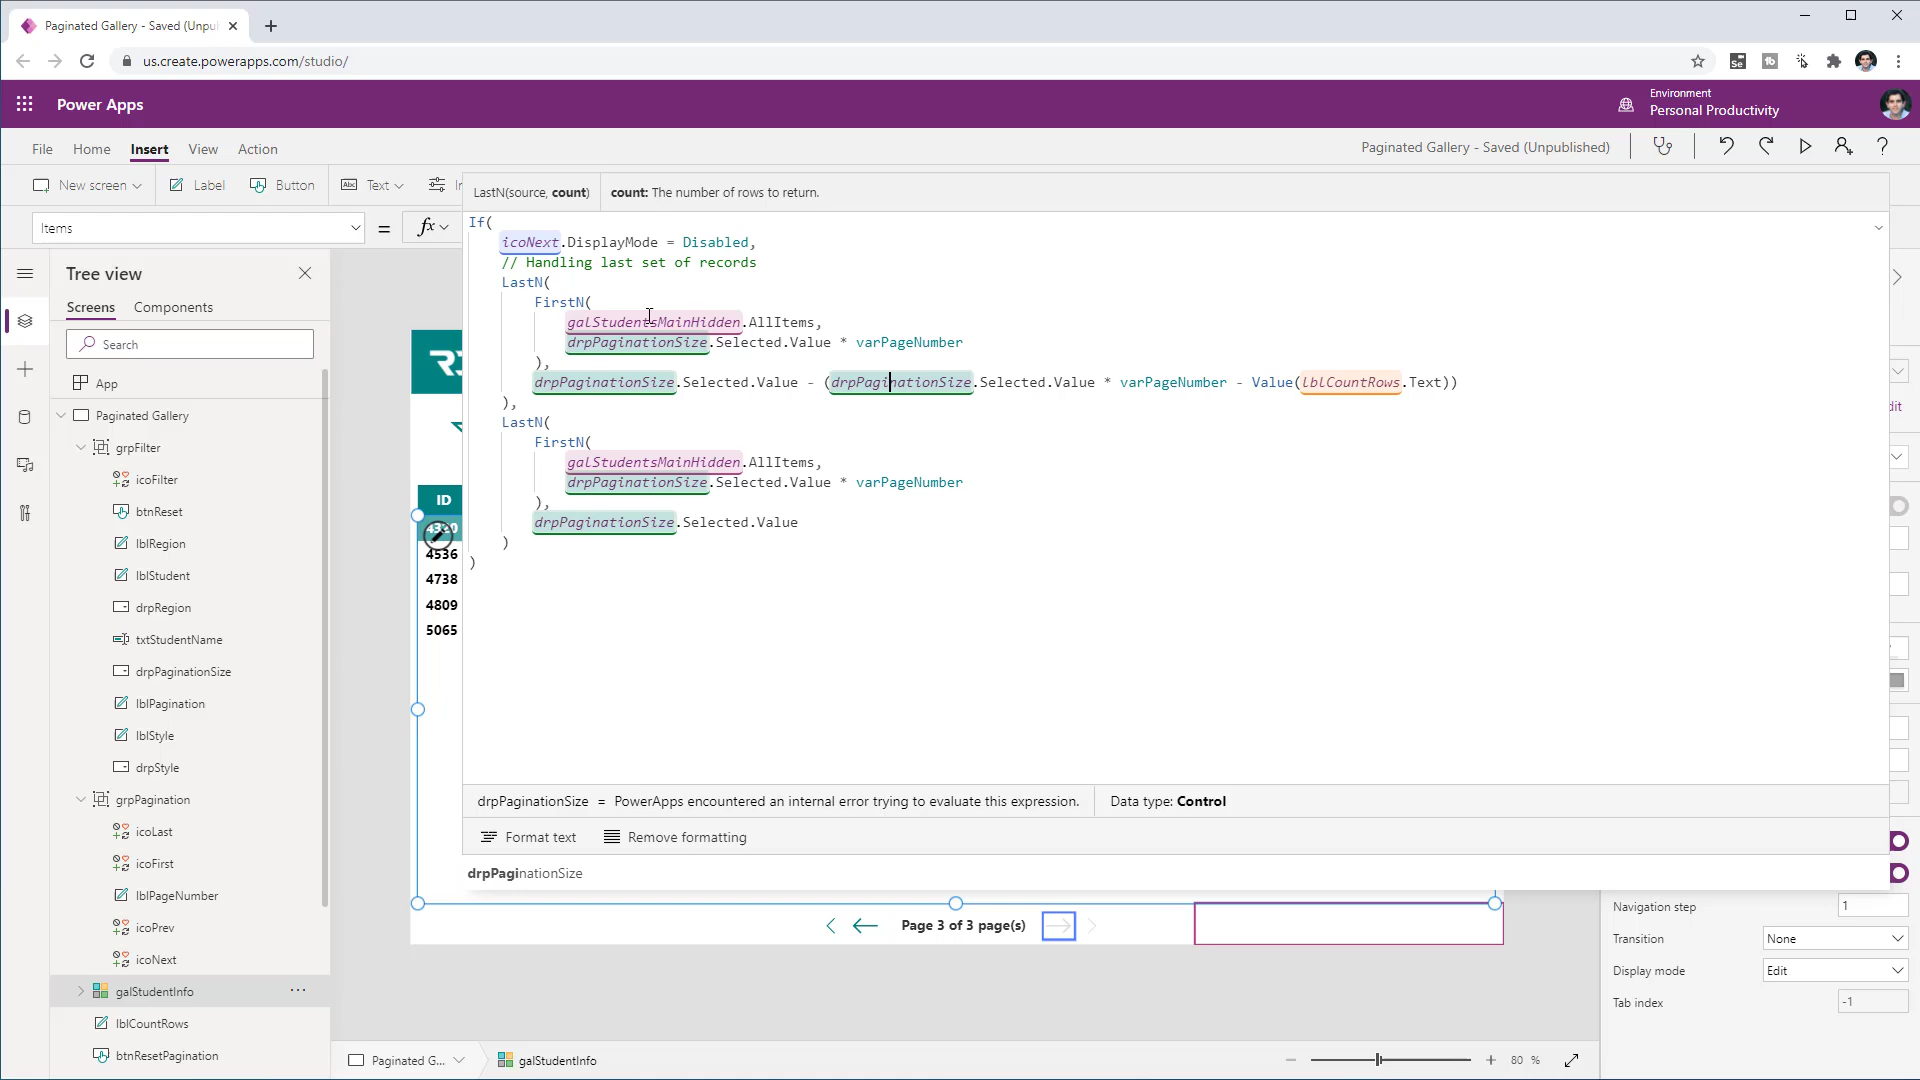 Paginated Gallery - Saved (Unpu
us.create.powerapps.com/studio/
Power Apps
Environment
Personal Productivity
File Home Insert View Action
Paginated Gallery - Saved (Unpublished)
New screen Label Button Text
LastN(source, count) count: The number of rows to return.
Items = fx
If(
icoNext.DisplayMode = Disabled,
// Handling last set of records
LastN(
FirstN(
galStudentsMainHidden.AllItems,
drpPaginationSize.Selected.Value * varPageNumber
),
drpPaginationSize.Selected.Value - (drpPaginationSize.Selected.Value * varPageNumber - Value(lblCountRows.Text))
),
LastN(
FirstN(
galStudentsMainHidden.AllItems,
drpPaginationSize.Selected.Value * varPageNumber
),
drpPaginationSize.Selected.Value
)
)
Tree view
Screens Components
Search
App
Paginated Gallery
grpFilter
icoFilter
btnReset
lblRegion
lblStudent
drpRegion
txtStudentName
drpPaginationSize
lblPagination
lblStyle
drpStyle
grpPagination
icoLast
icoFirst
lblPageNumber
icoPrev
icoNext
galStudentInfo
lblCountRows
btnResetPagination
ID
4536
4738
4809
5065
drpPaginationSize = PowerApps encountered an internal error trying to evaluate this expression. Data type: Control
Format text Remove formatting
drpPaginationSize
Page 3 of 3 page(s)
Navigation step 1
Transition None
Display mode Edit
Tab index -1
Paginated G... galStudentInfo
80 %